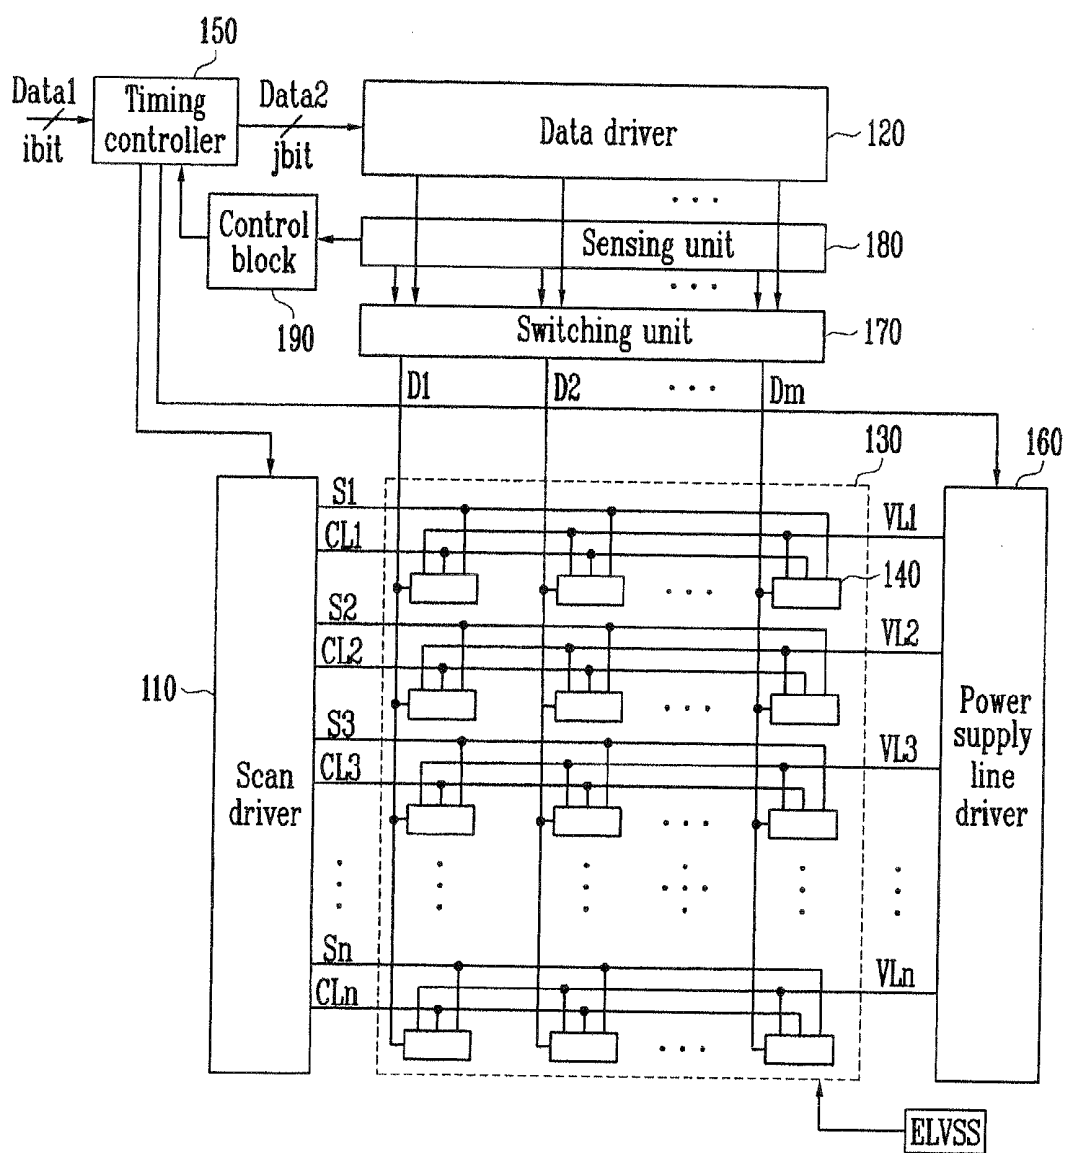 150
Data1
ibit
Timing
controller
Data2
jbit
Data driver
120
Control
block
190
Sensing unit
180
Switching unit
170
D1
D2
Dm
130
160
S1
CL1
VL1
140
S2
CL2
VL2
110
S3
CL3
VL3
Scan
driver
Power
supply
line
driver
Sn
CLn
VLn
ELVSS